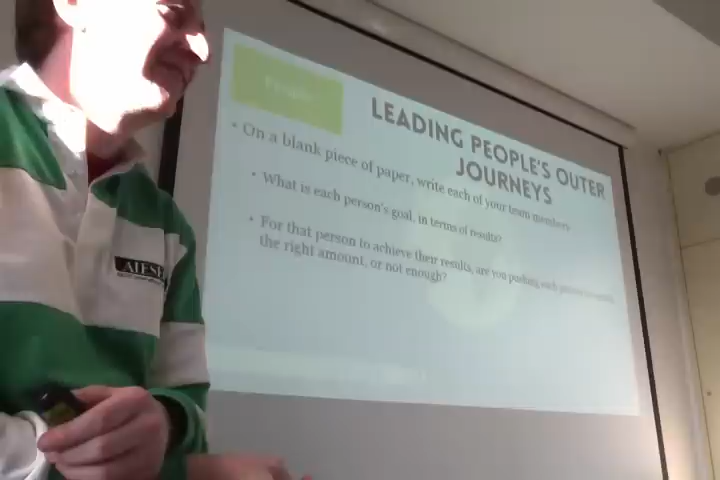 LEADING PEOPLE'S OUTER
JOURNEYS
• On a blank piece of paper, write each of your team members
• What is each person's goal, in terms of results?
• For that person to achieve their results, are you pushing each person
the right amount, or not enough?
AIESEC